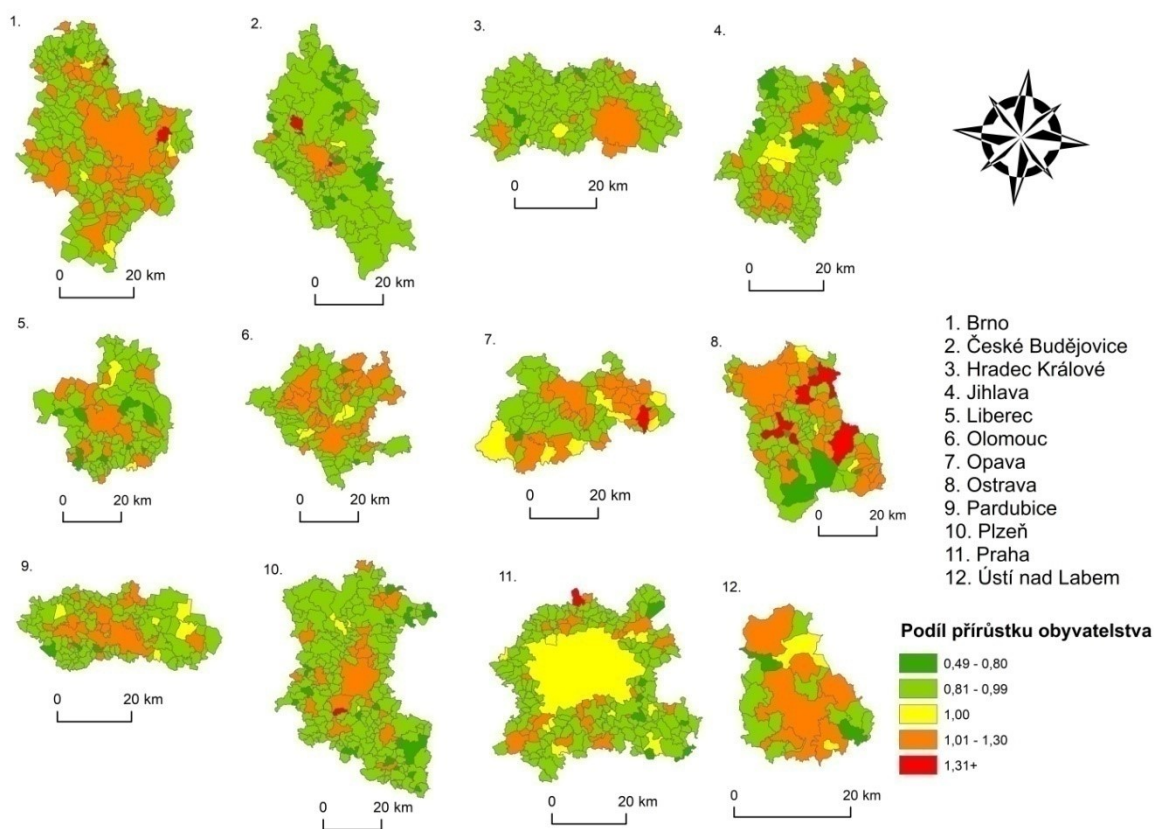 1.
2.
3.
4.
0 20 km
0 20 km
0 20 km
0 20 km
5.
6.
7.
8.
0 20 km
0 20 km
0 20 km
0 20 km
1. Brno
2. České Budějovice
3. Hradec Králové
4. Jihlava
5. Liberec
6. Olomouc
7. Opava
8. Ostrava
9. Pardubice
10. Plzeň
11. Praha
12. Ústí nad Labem
9.
10.
11.
12.
0 20 km
0 20 km
0 20 km
0 20 km
Podíl přírůstku obyvatelstva
0,49 - 0,80
0,81 - 0,99
1,00
1,01 - 1,30
1,31+